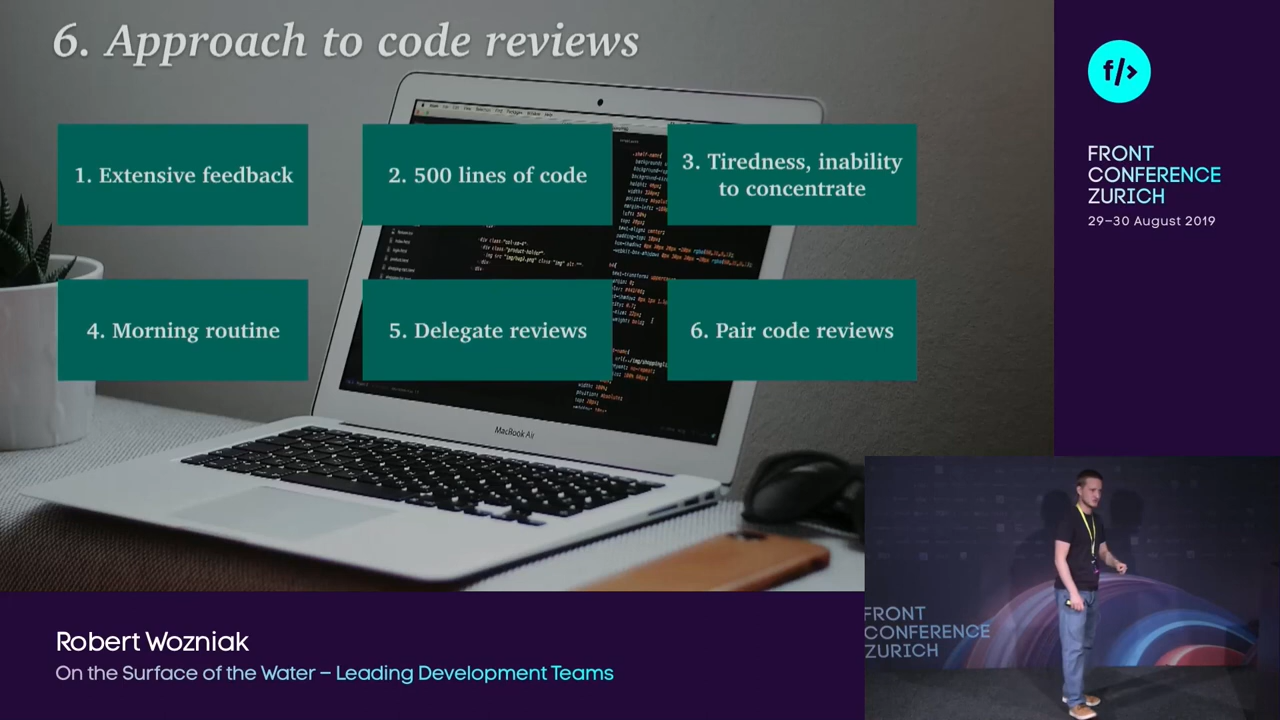 6. Approach to code reviews
1. Extensive feedback
2. 500 lines of code
3. Tiredness, inability
to concentrate
4. Morning routine
5. Delegate reviews
6. Pair code reviews
MacBook Air
f/>
FRONT
CONFERENCE
ZURICH
29–30 August 2019
FRONT
CONFERENCE
ZURICH
Robert Wozniak
On the Surface of the Water – Leading Development Teams